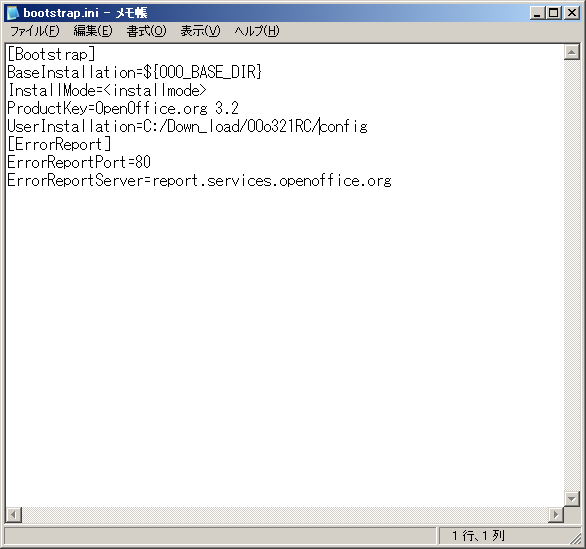 bootstrap.ini - メモ帳
ファイル(F) 編集(E) 書式(O) 表示(V) ヘルプ(H)
[Bootstrap]
BaseInstallation=${OOO_BASE_DIR}
InstallMode=<installmode>
ProductKey=OpenOffice.org 3.2
UserInstallation=C:/Down_load/OOo321RC/config
[ErrorReport]
ErrorReportPort=80
ErrorReportServer=report.services.openoffice.org
1 行、1 列